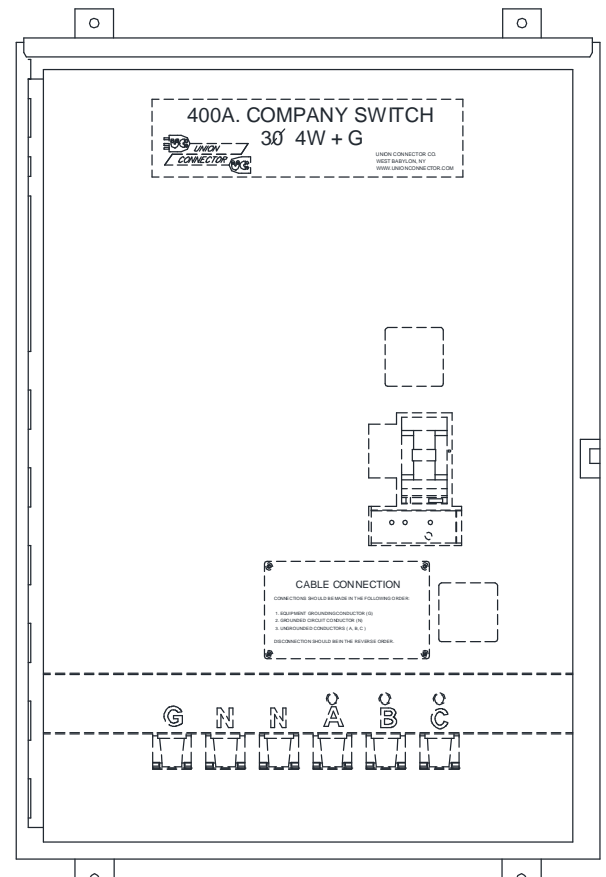 400A. COMPANY SWITCH
3Ø 4W + G
UNION
CONNECTOR
UNION CONNECTOR CO.
WEST BABYLON, NY
WWW.UNIONCONNECTOR.COM
CABLE CONNECTION
CONNECTIONS SHOULD BE MADE IN THE FOLLOWING ORDER:
1. EQUIPMENT GROUNDING CONDUCTOR (G)
2. GROUNDED CIRCUIT CONDUCTOR (N)
3. UNGROUNDED CONDUCTORS ( A, B, C )
DISCONNECTION SHOULD BE IN THE REVERSE ORDER.
G N N A B C